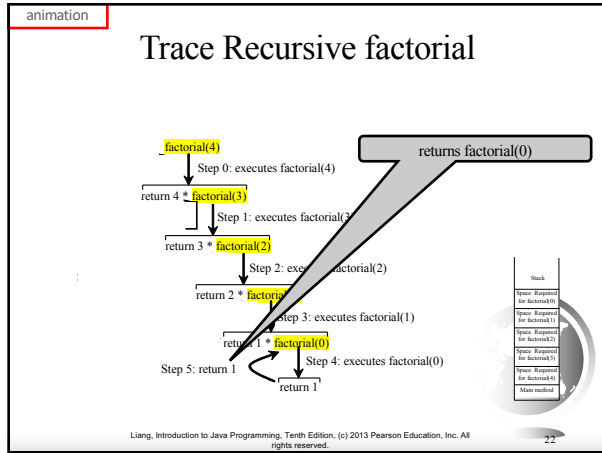 animation
Trace Recursive factorial
factorial(4)
returns factorial(0)
Step 0: executes factorial(4)
return 4 * factorial(3)
Step 1: executes factorial(3
return 3 * factorial(2)
Step 2: exe actorial(2)
return 2 * factoria
Step 3: executes factorial(1)
return 1 * factorial(0)
Step 4: executes factorial(0)
Step 5: return 1
return 1
Stack
Space Required
for factorial(0)
Space Required
for factorial(1)
Space Required
for factorial(2)
Space Required
for factorial(3)
Space Required
for factorial(4)
Main method
Liang, Introduction to Java Programming, Tenth Edition, (c) 2013 Pearson Education, Inc. All
rights reserved.
22